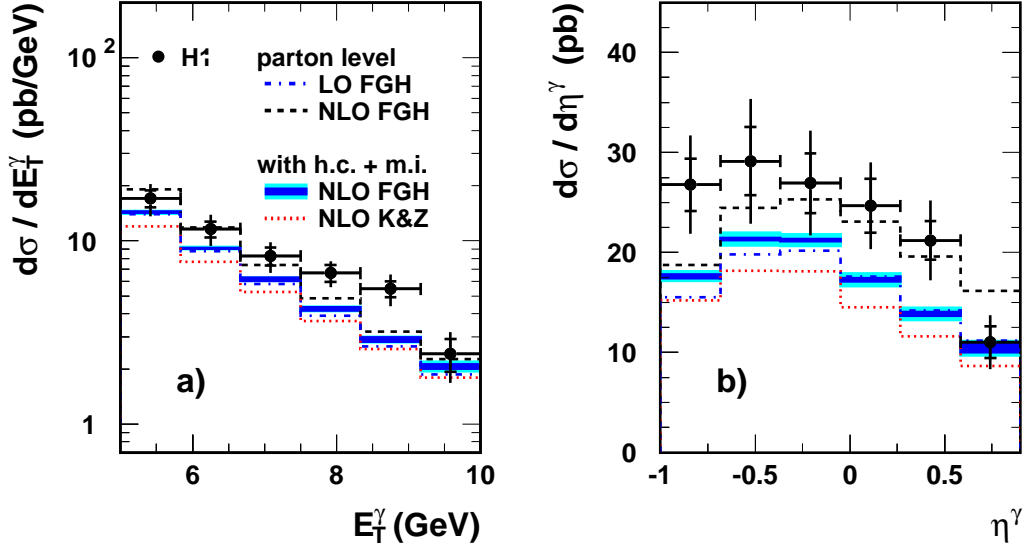 dσ / dE_T^γ (pb/GeV)
10^2
10
1
H1
parton level
LO FGH
NLO FGH
with h.c. + m.i.
NLO FGH
NLO K&Z
a)
6 8 10
E_T^γ (GeV)
dσ / dη^γ (pb)
40
30
20
10
0
b)
-1 -0.5 0 0.5
η^γ